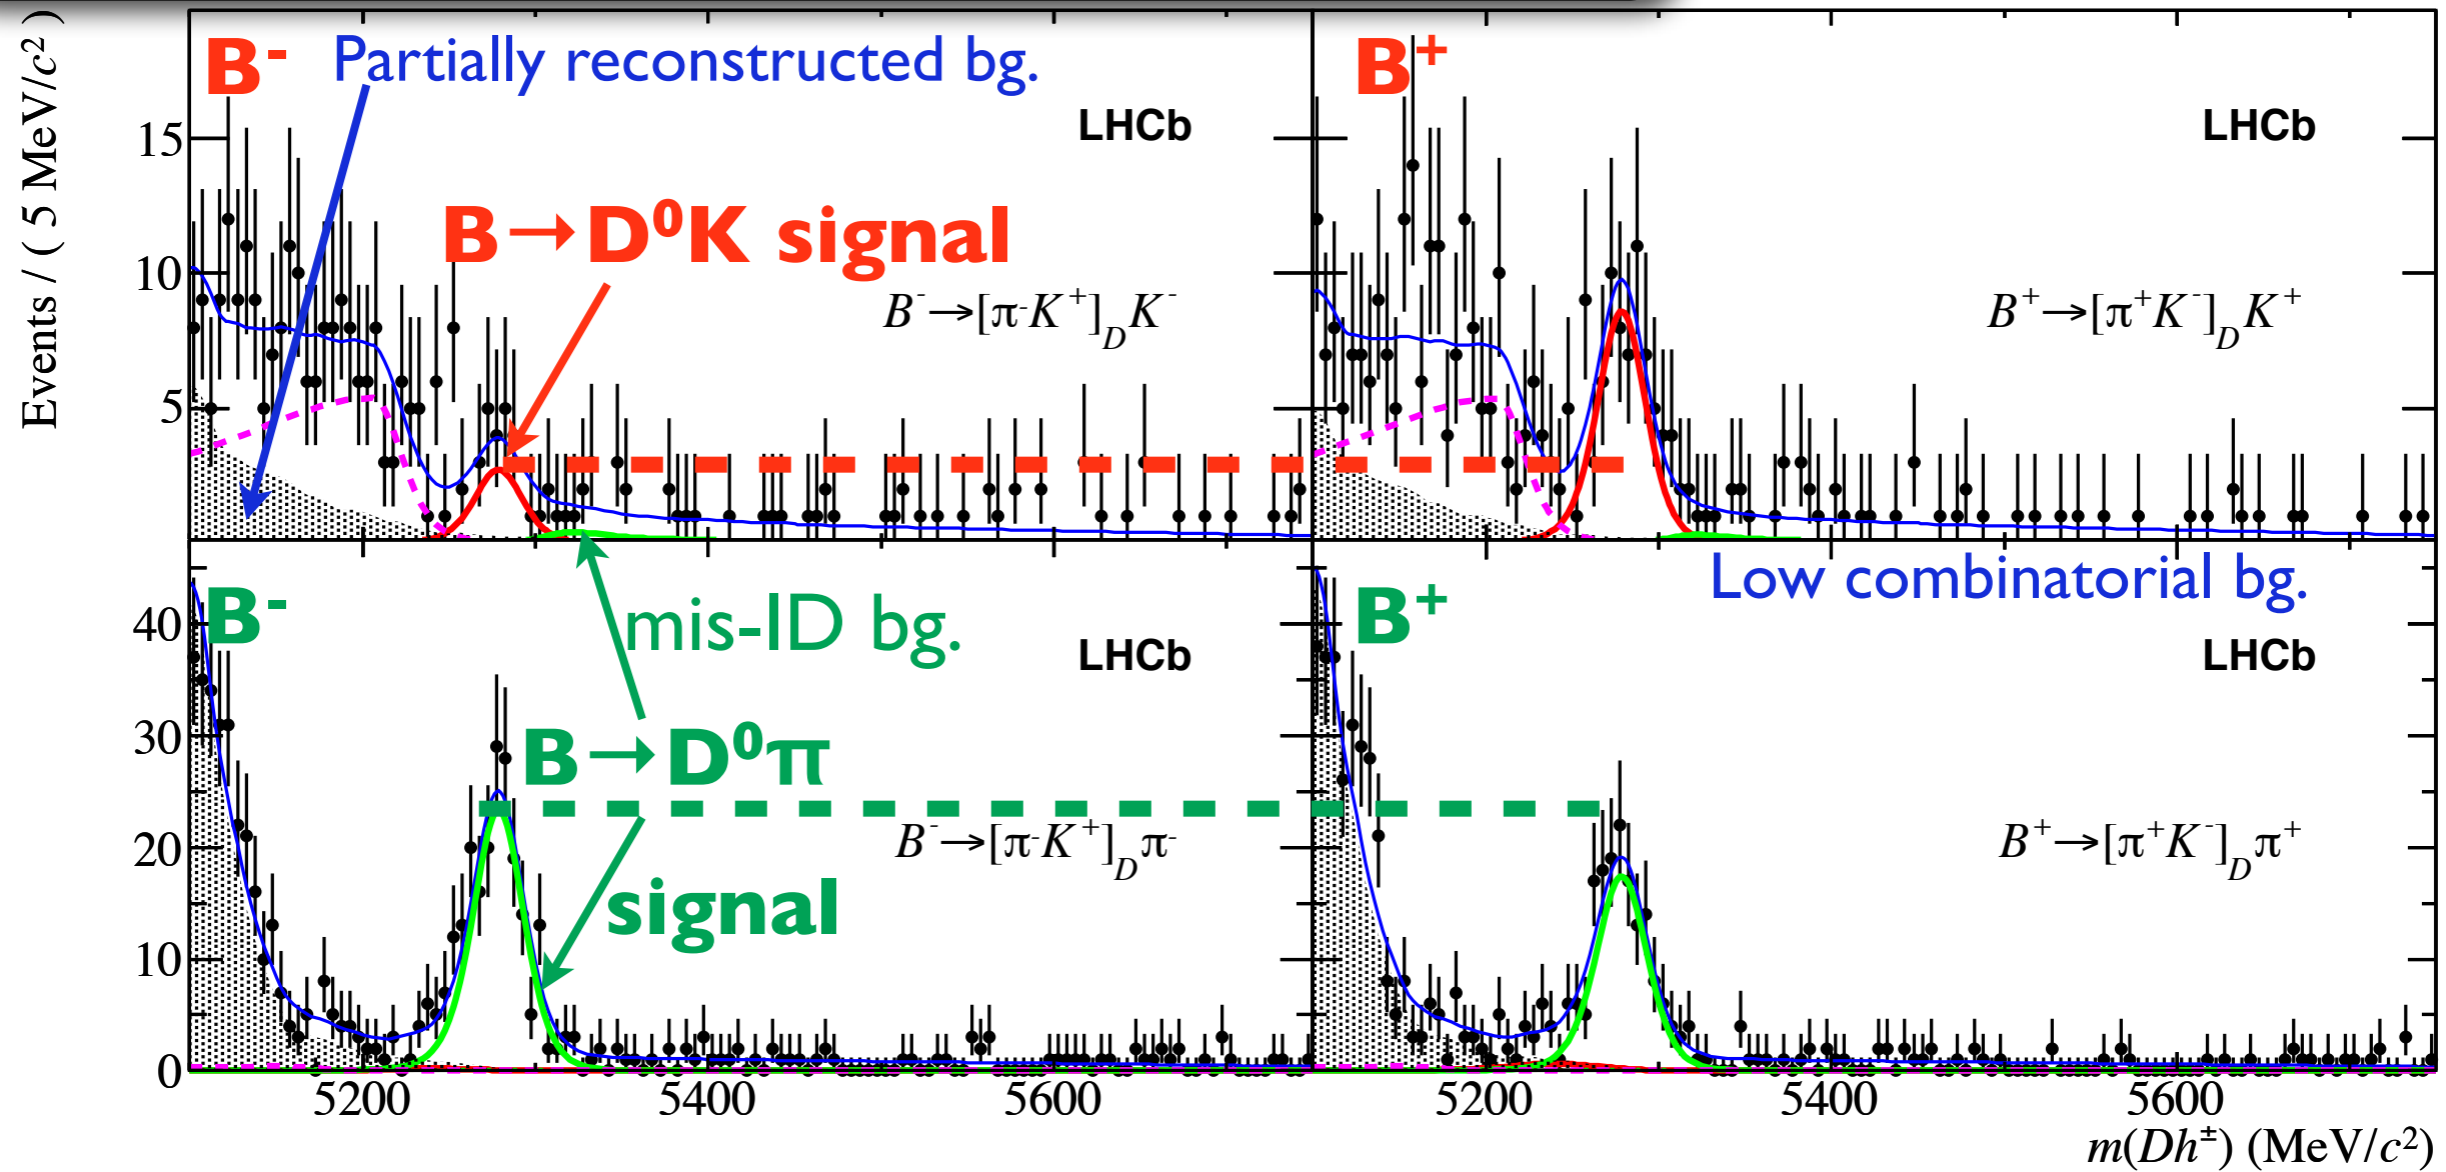 Events / ( 5 MeV/c² )
B⁻ Partially reconstructed bg.
LHCb
B→D⁰K signal
B⁻→[π⁻K⁺]_D K⁻
15
10
5
B⁺
LHCb
B⁺→[π⁺K⁻]_D K⁺
B⁻
mis-ID bg.
LHCb
B→D⁰π
signal
B⁻→[π⁻K⁺]_D π⁻
40
30
20
10
0
Low combinatorial bg.
B⁺
LHCb
B⁺→[π⁺K⁻]_D π⁺
5200 5400 5600 5200 5400 5600
m(Dh±) (MeV/c²)